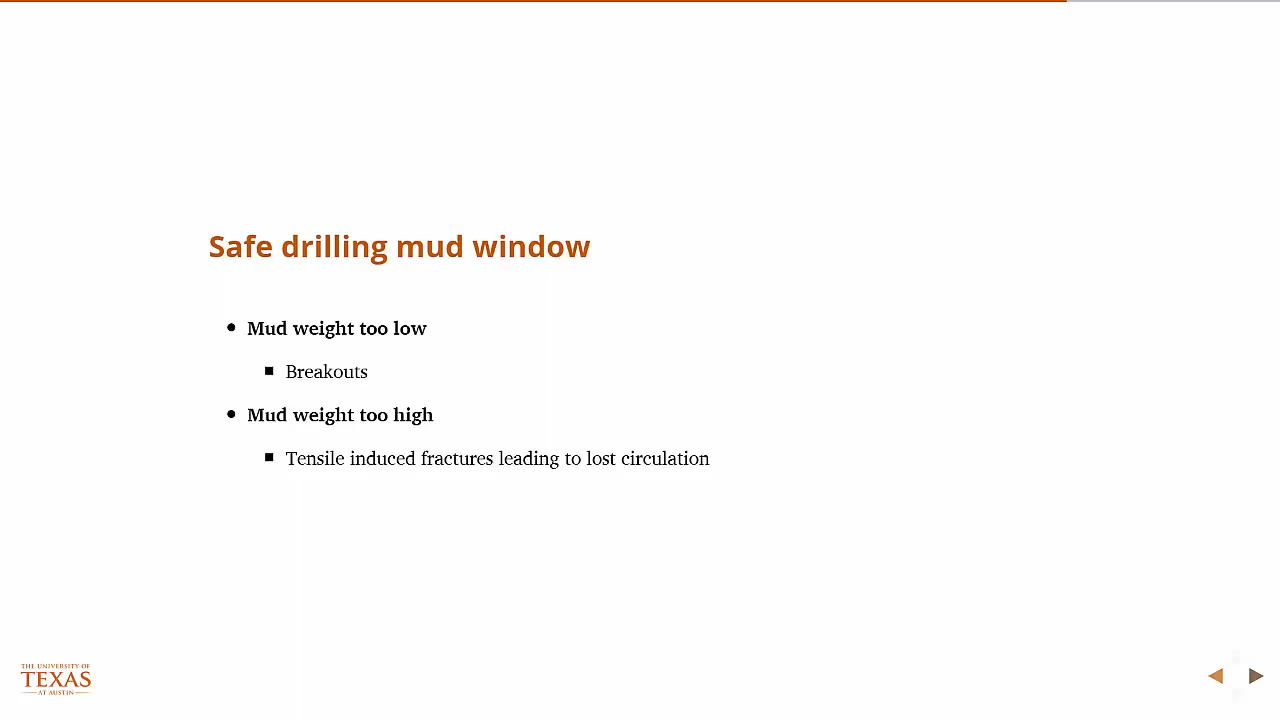 Safe drilling mud window
Mud weight too low
Breakouts
Mud weight too high
Tensile induced fractures leading to lost circulation
THE UNIVERSITY OF
TEXAS
AT AUSTIN